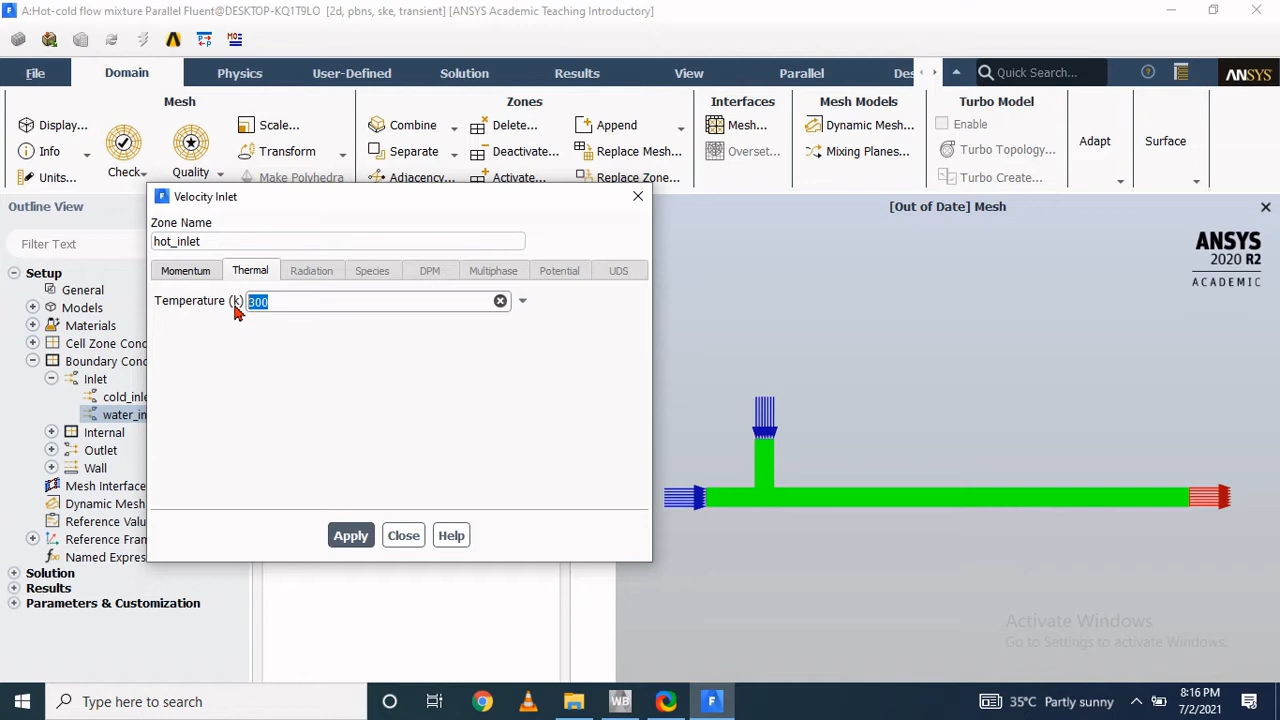 A:Hot-cold flow mixture Parallel Fluent@DESKTOP-KQ1T9LO [2d, pbns, ske, transient] [ANSYS Academic Teaching Introductory]
File Domain Physics User-Defined Solution Results View Parallel Des Quick Search... ANSYS
Mesh Zones Interfaces Mesh Models Turbo Model
Display... Scale... Combine Delete... Append Mesh... Dynamic Mesh... Enable
Info Check Quality Transform Separate Deactivate... Replace Mesh... Overset... Mixing Planes... Turbo Topology... Adapt Surface
Units... Make Polyhedra Adjacency... Activate... Replace Zone... Turbo Create...
Outline View
Filter Text
Setup
General
Models
Materials
Cell Zone Con
Boundary Cond
Inlet
cold_inle
water_in
Internal
Outlet
Wall
Mesh Interface
Dynamic Mesh
Reference Valu
Reference Fran
Named Expres
Solution
Results
Parameters & Customization
Velocity Inlet
Zone Name
hot_inlet
Momentum Thermal Radiation Species DPM Multiphase Potential UDS
Temperature (k) 300
Apply Close Help
[Out of Date] Mesh
ANSYS
2020 R2
ACADEMIC
Activate Windows
Go to Settings to activate Windows.
Type here to search
WB
35°C Partly sunny
8:16 PM
7/2/2021